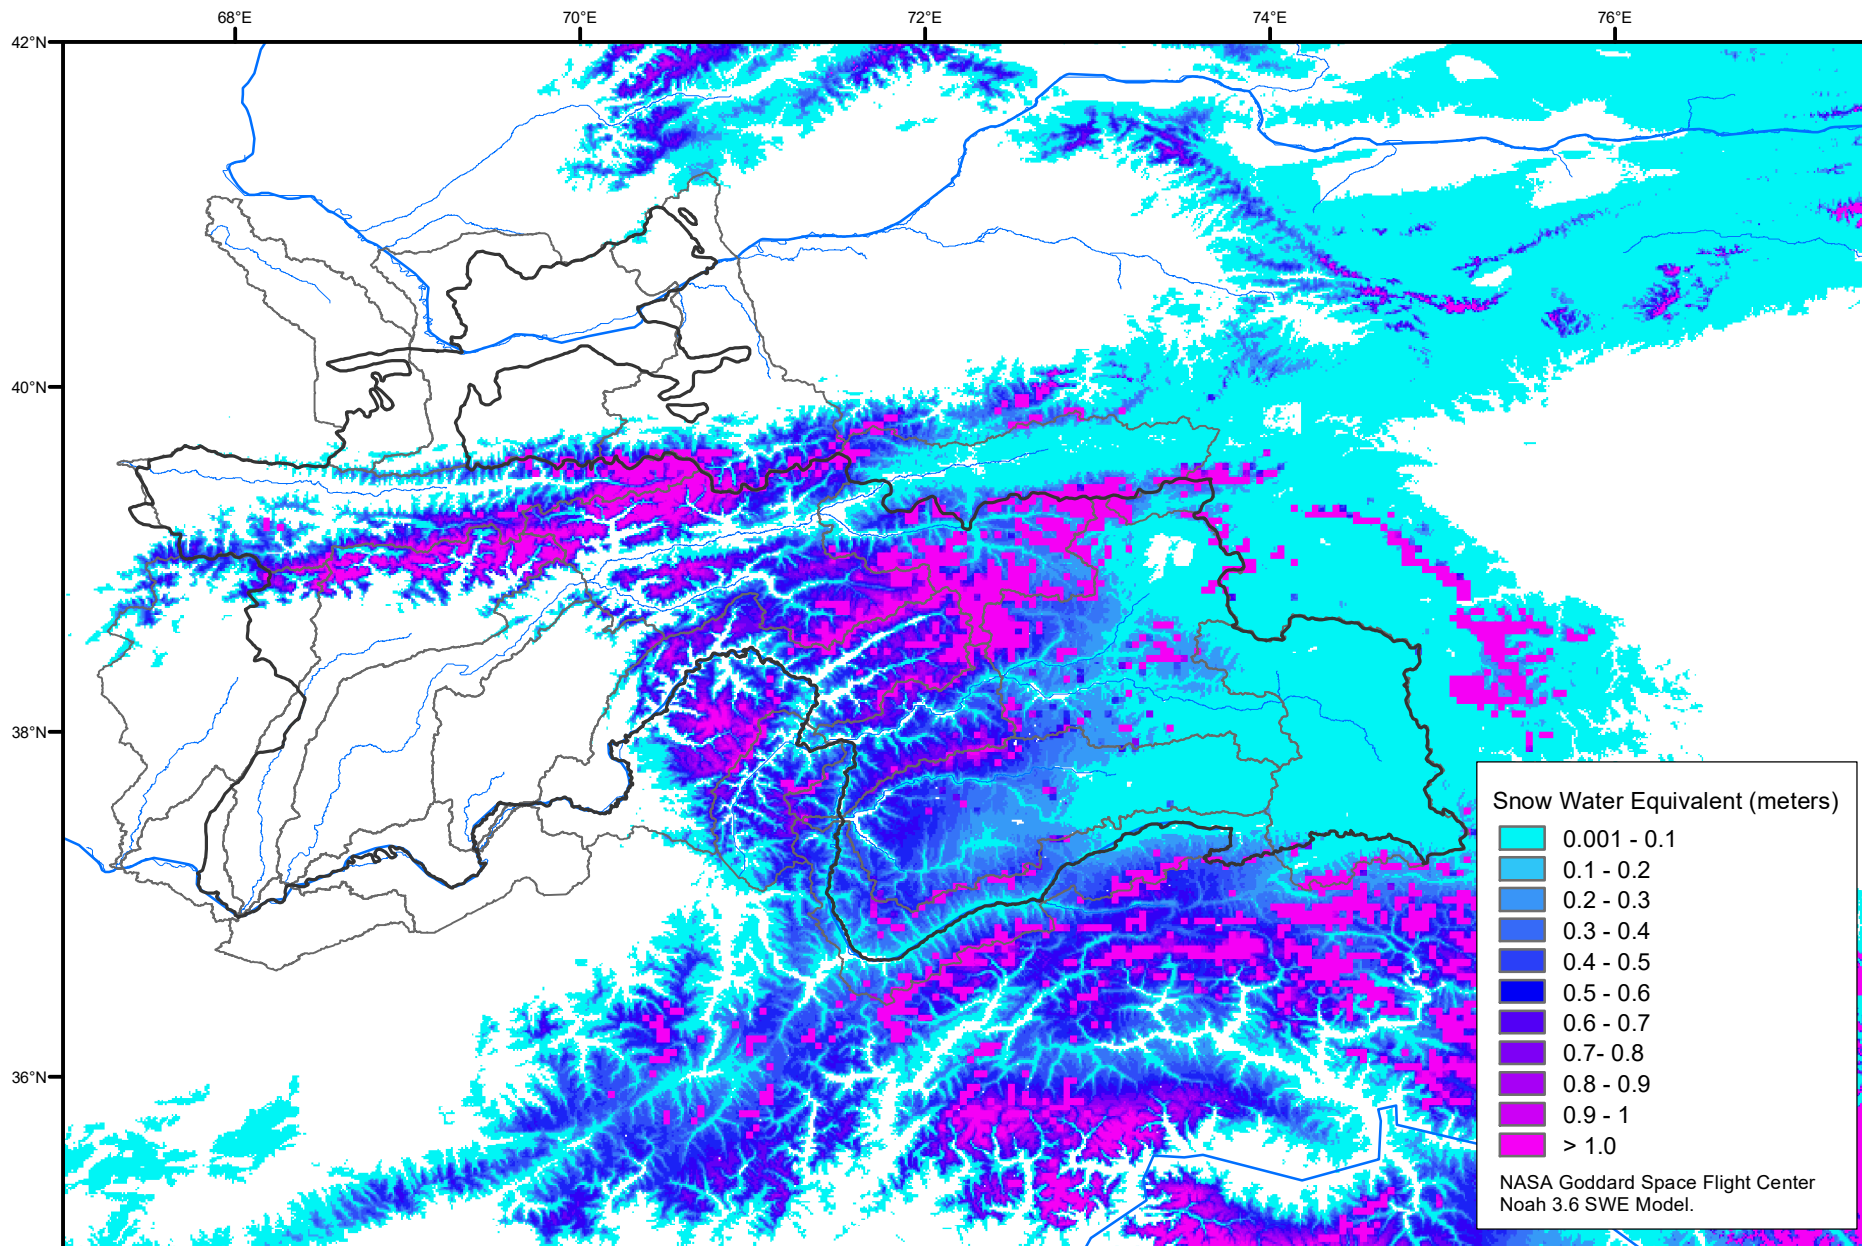 68°E
70°E
72°E
74°E
76°E
42°N
40°N
38°N
36°N
Snow Water Equivalent (meters)
0.001 - 0.1
0.1 - 0.2
0.2 - 0.3
0.3 - 0.4
0.4 - 0.5
0.5 - 0.6
0.6 - 0.7
0.7- 0.8
0.8 - 0.9
0.9 - 1
> 1.0
NASA Goddard Space Flight Center
Noah 3.6 SWE Model.